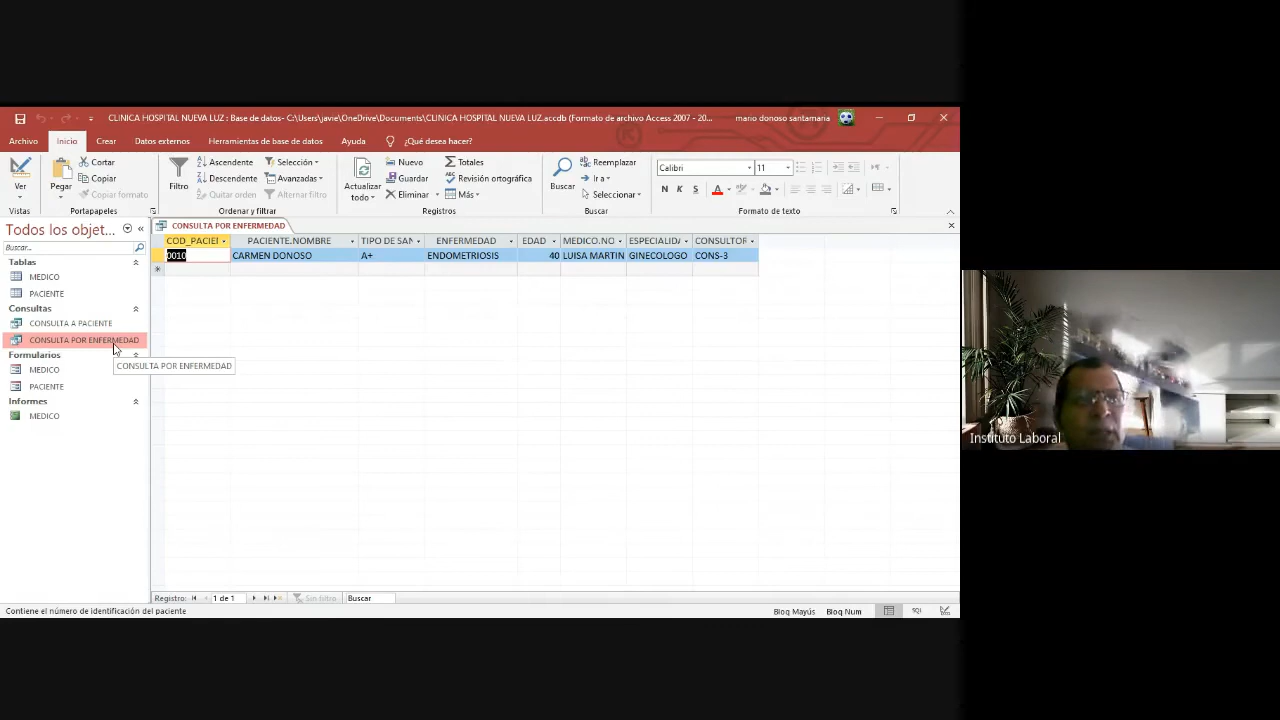 CLINICA HOSPITAL NUEVA LUZ : Base de datos- C:\Users\javie\OneDrive\Documents\CLINICA HOSPITAL NUEVA LUZ.accdb (Formato de archivo Access 2007 - 20...
mario donoso santamaria
Archivo Inicio Crear Datos externos Herramientas de base de datos Ayuda ¿Qué desea hacer?
Ver
Vistas
Pegar
Cortar
Copiar
Copiar formato
Portapapeles
Filtro
Ascendente
Descendente
Quitar orden
Selección
Avanzadas
Alternar filtro
Ordenar y filtrar
Actualizar
todo
Nuevo
Guardar
Eliminar
Totales
Revisión ortográfica
Más
Registros
Buscar
Reemplazar
Ir a
Seleccionar
Buscar
Calibri 11
N K S A
Formato de texto
Todos los objet...
Buscar...
Tablas
MEDICO
PACIENTE
Consultas
CONSULTA A PACIENTE
CONSULTA POR ENFERMEDAD
Formularios
MEDICO
PACIENTE
Informes
MEDICO
CONSULTA POR ENFERMEDAD
CONSULTA POR ENFERMEDAD
COD_PACIEI PACIENTE.NOMBRE TIPO DE SAN ENFERMEDAD EDAD MEDICO.NO ESPECIALIDA CONSULTOR
0010 CARMEN DONOSO A+ ENDOMETRIOSIS 40 LUISA MARTIN GINECOLOGO CONS-3
Registro: 1 de 1 Sin filtro Buscar
Contiene el número de identificación del paciente
Bloq Mayús Bloq Num SQL
Instituto Laboral